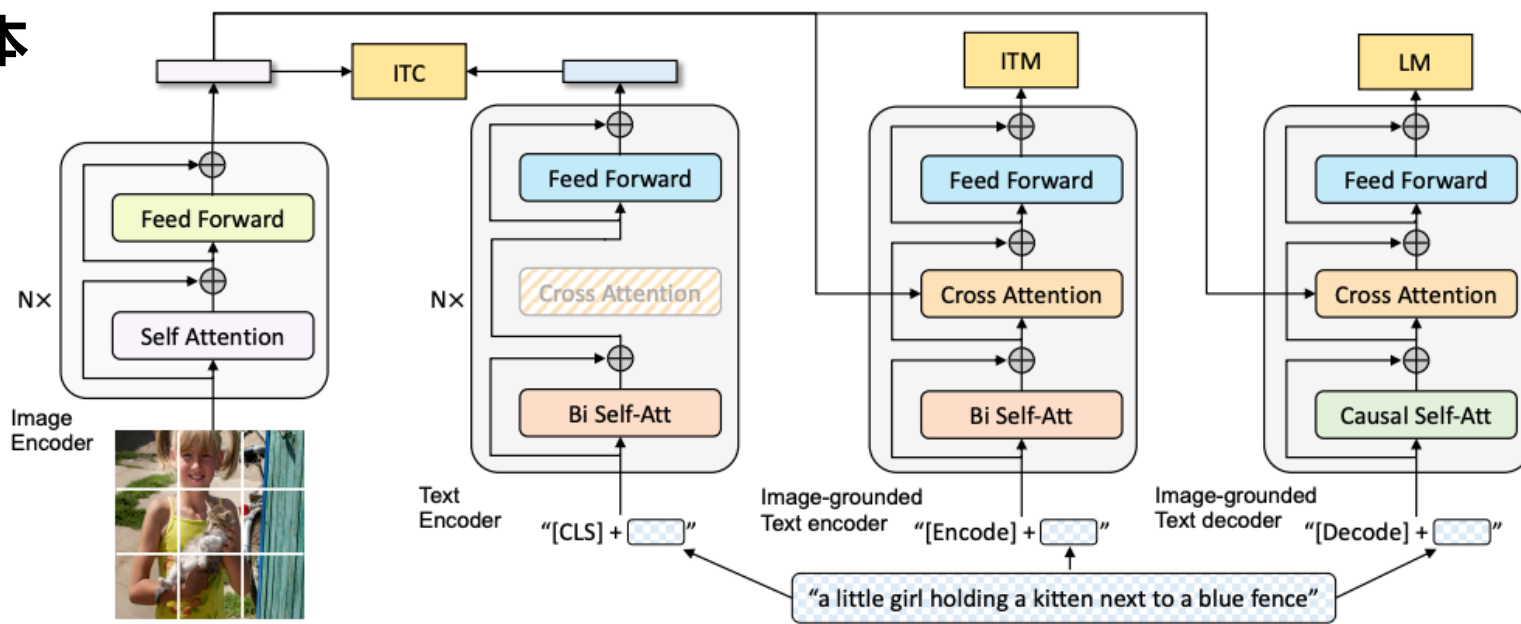 本
ITC
ITM
LM
Feed Forward
Self Attention
N×
Image
Encoder
Feed Forward
Cross Attention
Bi Self-Att
N×
Text
Encoder
“[CLS] + ”
Feed Forward
Cross Attention
Bi Self-Att
Image-grounded
Text encoder
“[Encode] + ”
Feed Forward
Cross Attention
Causal Self-Att
Image-grounded
Text decoder
“[Decode] + ”
“a little girl holding a kitten next to a blue fence”